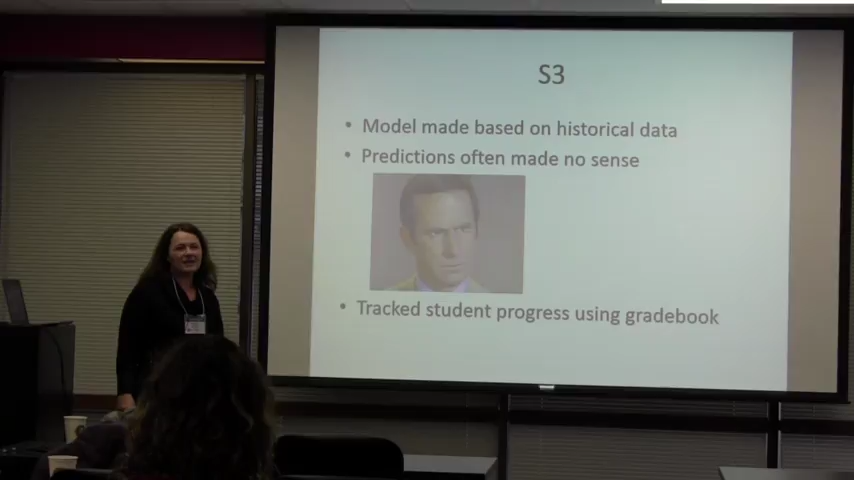 S3
• Model made based on historical data
• Predictions often made no sense
• Tracked student progress using gradebook